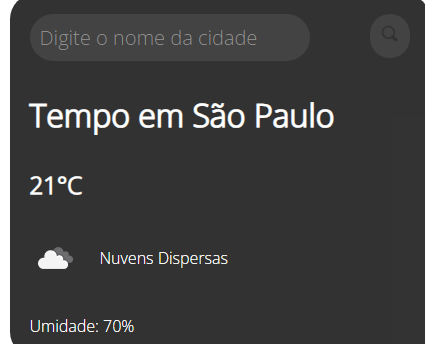 Digite o nome da cidade
Tempo em São Paulo
21°C
Nuvens Dispersas
Umidade: 70%